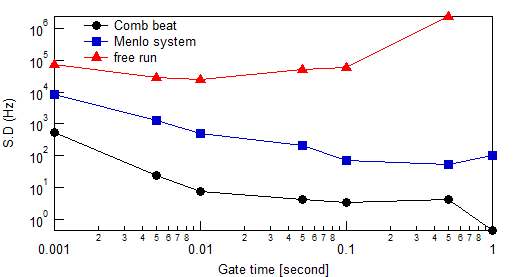 Comb beat
Menlo system
free run
S.D (Hz)
10^6
10^5
10^4
10^3
10^2
10^1
10^0
2 3 4 5 6 7 8 2 3 4 5 6 7 8 2 3 4 5 6 7 8
0.001 0.01 0.1 1
Gate time [second]